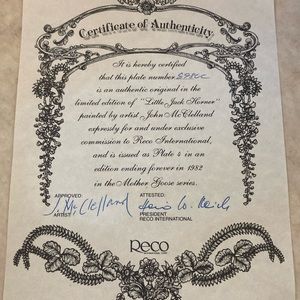 Certificate of Authenticity
It is hereby certified
that this plate number
is an authentic original in the
limited edition of "Little Jack Horner"
painted by artist John McClelland
expressly for and under exclusive
commission to Reco International,
and is issued as Plate 4 in an
edition ending forever in 1982
in the Mother Goose series.
APPROVED: ATTESTED:
McClelland
ARTIST PRESIDENT
RECO INTERNATIONAL
Reco